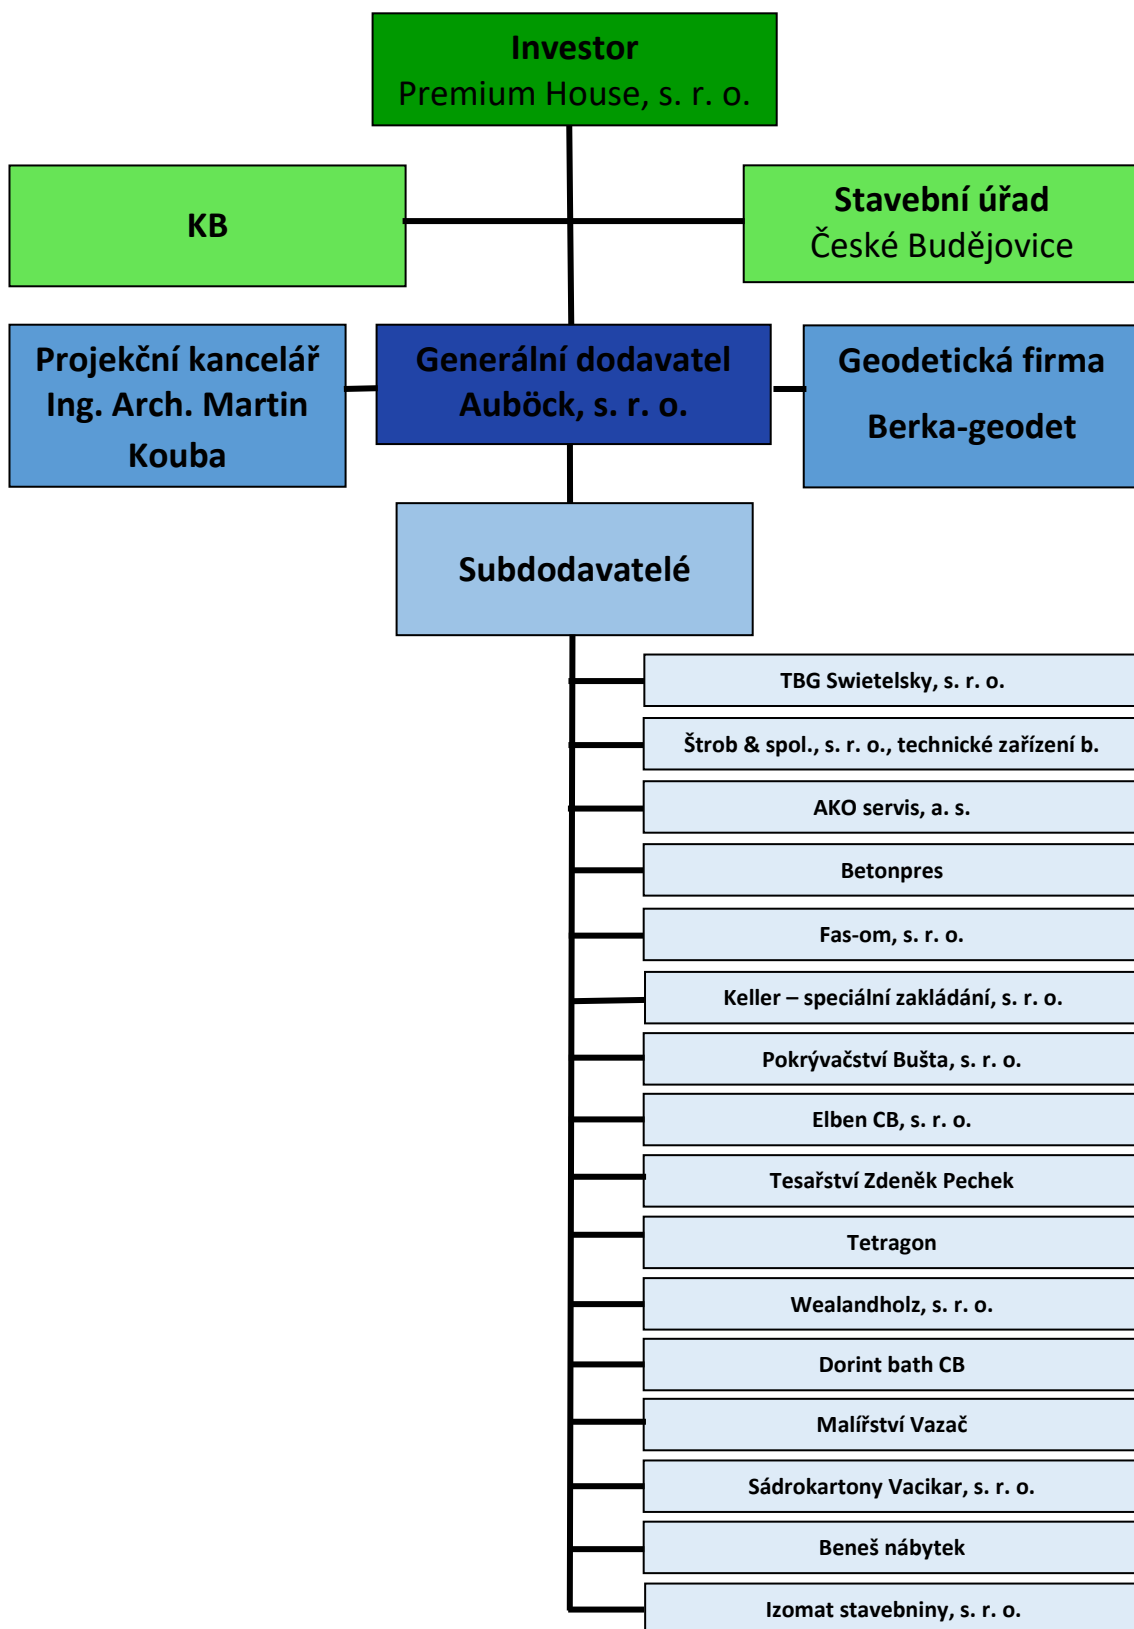 Investor
Premium House, s. r. o.
KB
Stavební úřad
České Budějovice
Projekční kancelář
Ing. Arch. Martin
Kouba
Generální dodavatel
Auböck, s. r. o.
Geodetická firma
Berka-geodet
Subdodavatelé
TBG Swietelsky, s. r. o.
Štrob & spol., s. r. o., technické zařízení b.
AKO servis, a. s.
Betonpres
Fas-om, s. r. o.
Keller – speciální zakládání, s. r. o.
Pokrývačství Bušta, s. r. o.
Elben CB, s. r. o.
Tesařství Zdeněk Pechek
Tetragon
Wealandholz, s. r. o.
Dorint bath CB
Malířství Vazač
Sádrokartony Vacikar, s. r. o.
Beneš nábytek
Izomat stavebniny, s. r. o.